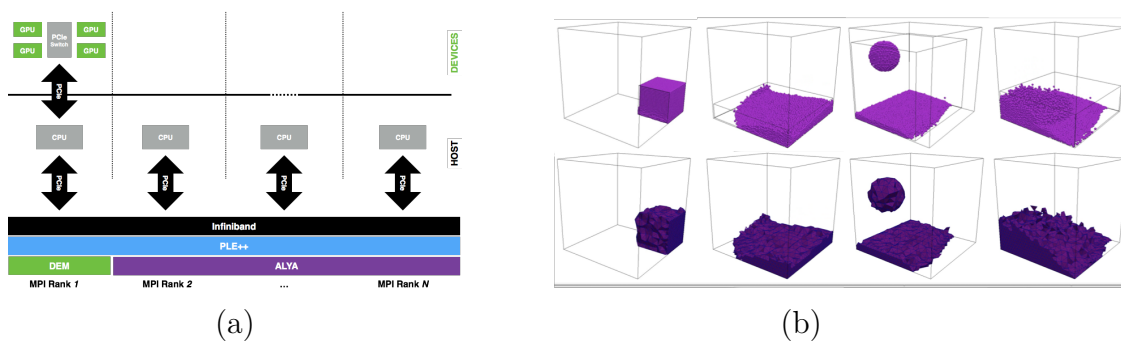 GPU PCIe Switch GPU
GPU GPU
DEVICES
PCIe
CPU CPU CPU CPU
HOST
PCIe PCIe PCIe PCIe
Infiniband
PLE++
DEM ALYA
MPI Rank 1 MPI Rank 2 ... MPI Rank N
(a) (b)